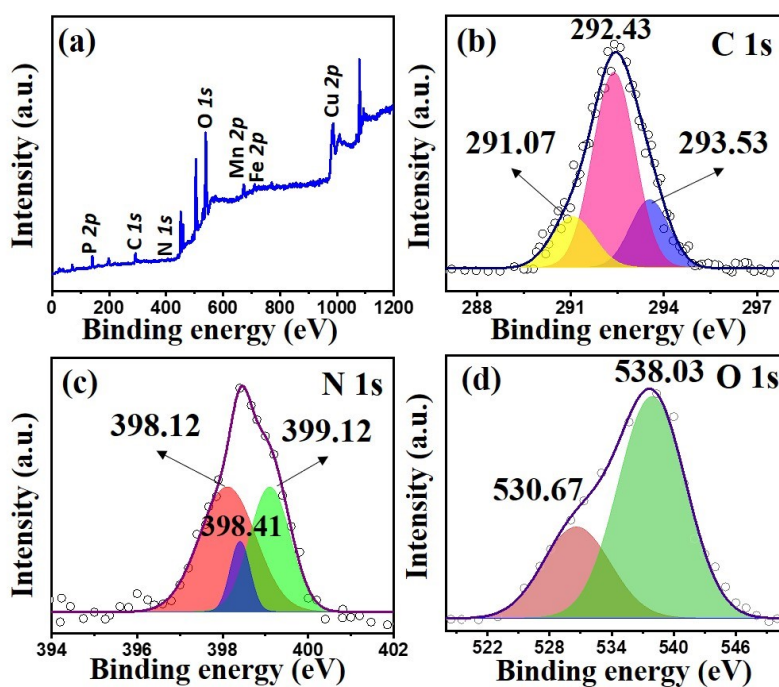 (a)
Intensity (a.u.)
P 2p
C 1s
N 1s
O 1s
Mn 2p
Fe 2p
Cu 2p
0 200 400 600 800 1000 1200
Binding energy (eV)
(b)
C 1s
Intensity (a.u.)
292.43
291.07
293.53
288 291 294 297
Binding energy (eV)
(c)
N 1s
Intensity (a.u.)
398.12
399.12
398.41
394 396 398 400 402
Binding energy (eV)
(d)
538.03
O 1s
Intensity (a.u.)
530.67
522 528 534 540 546
Binding energy (eV)